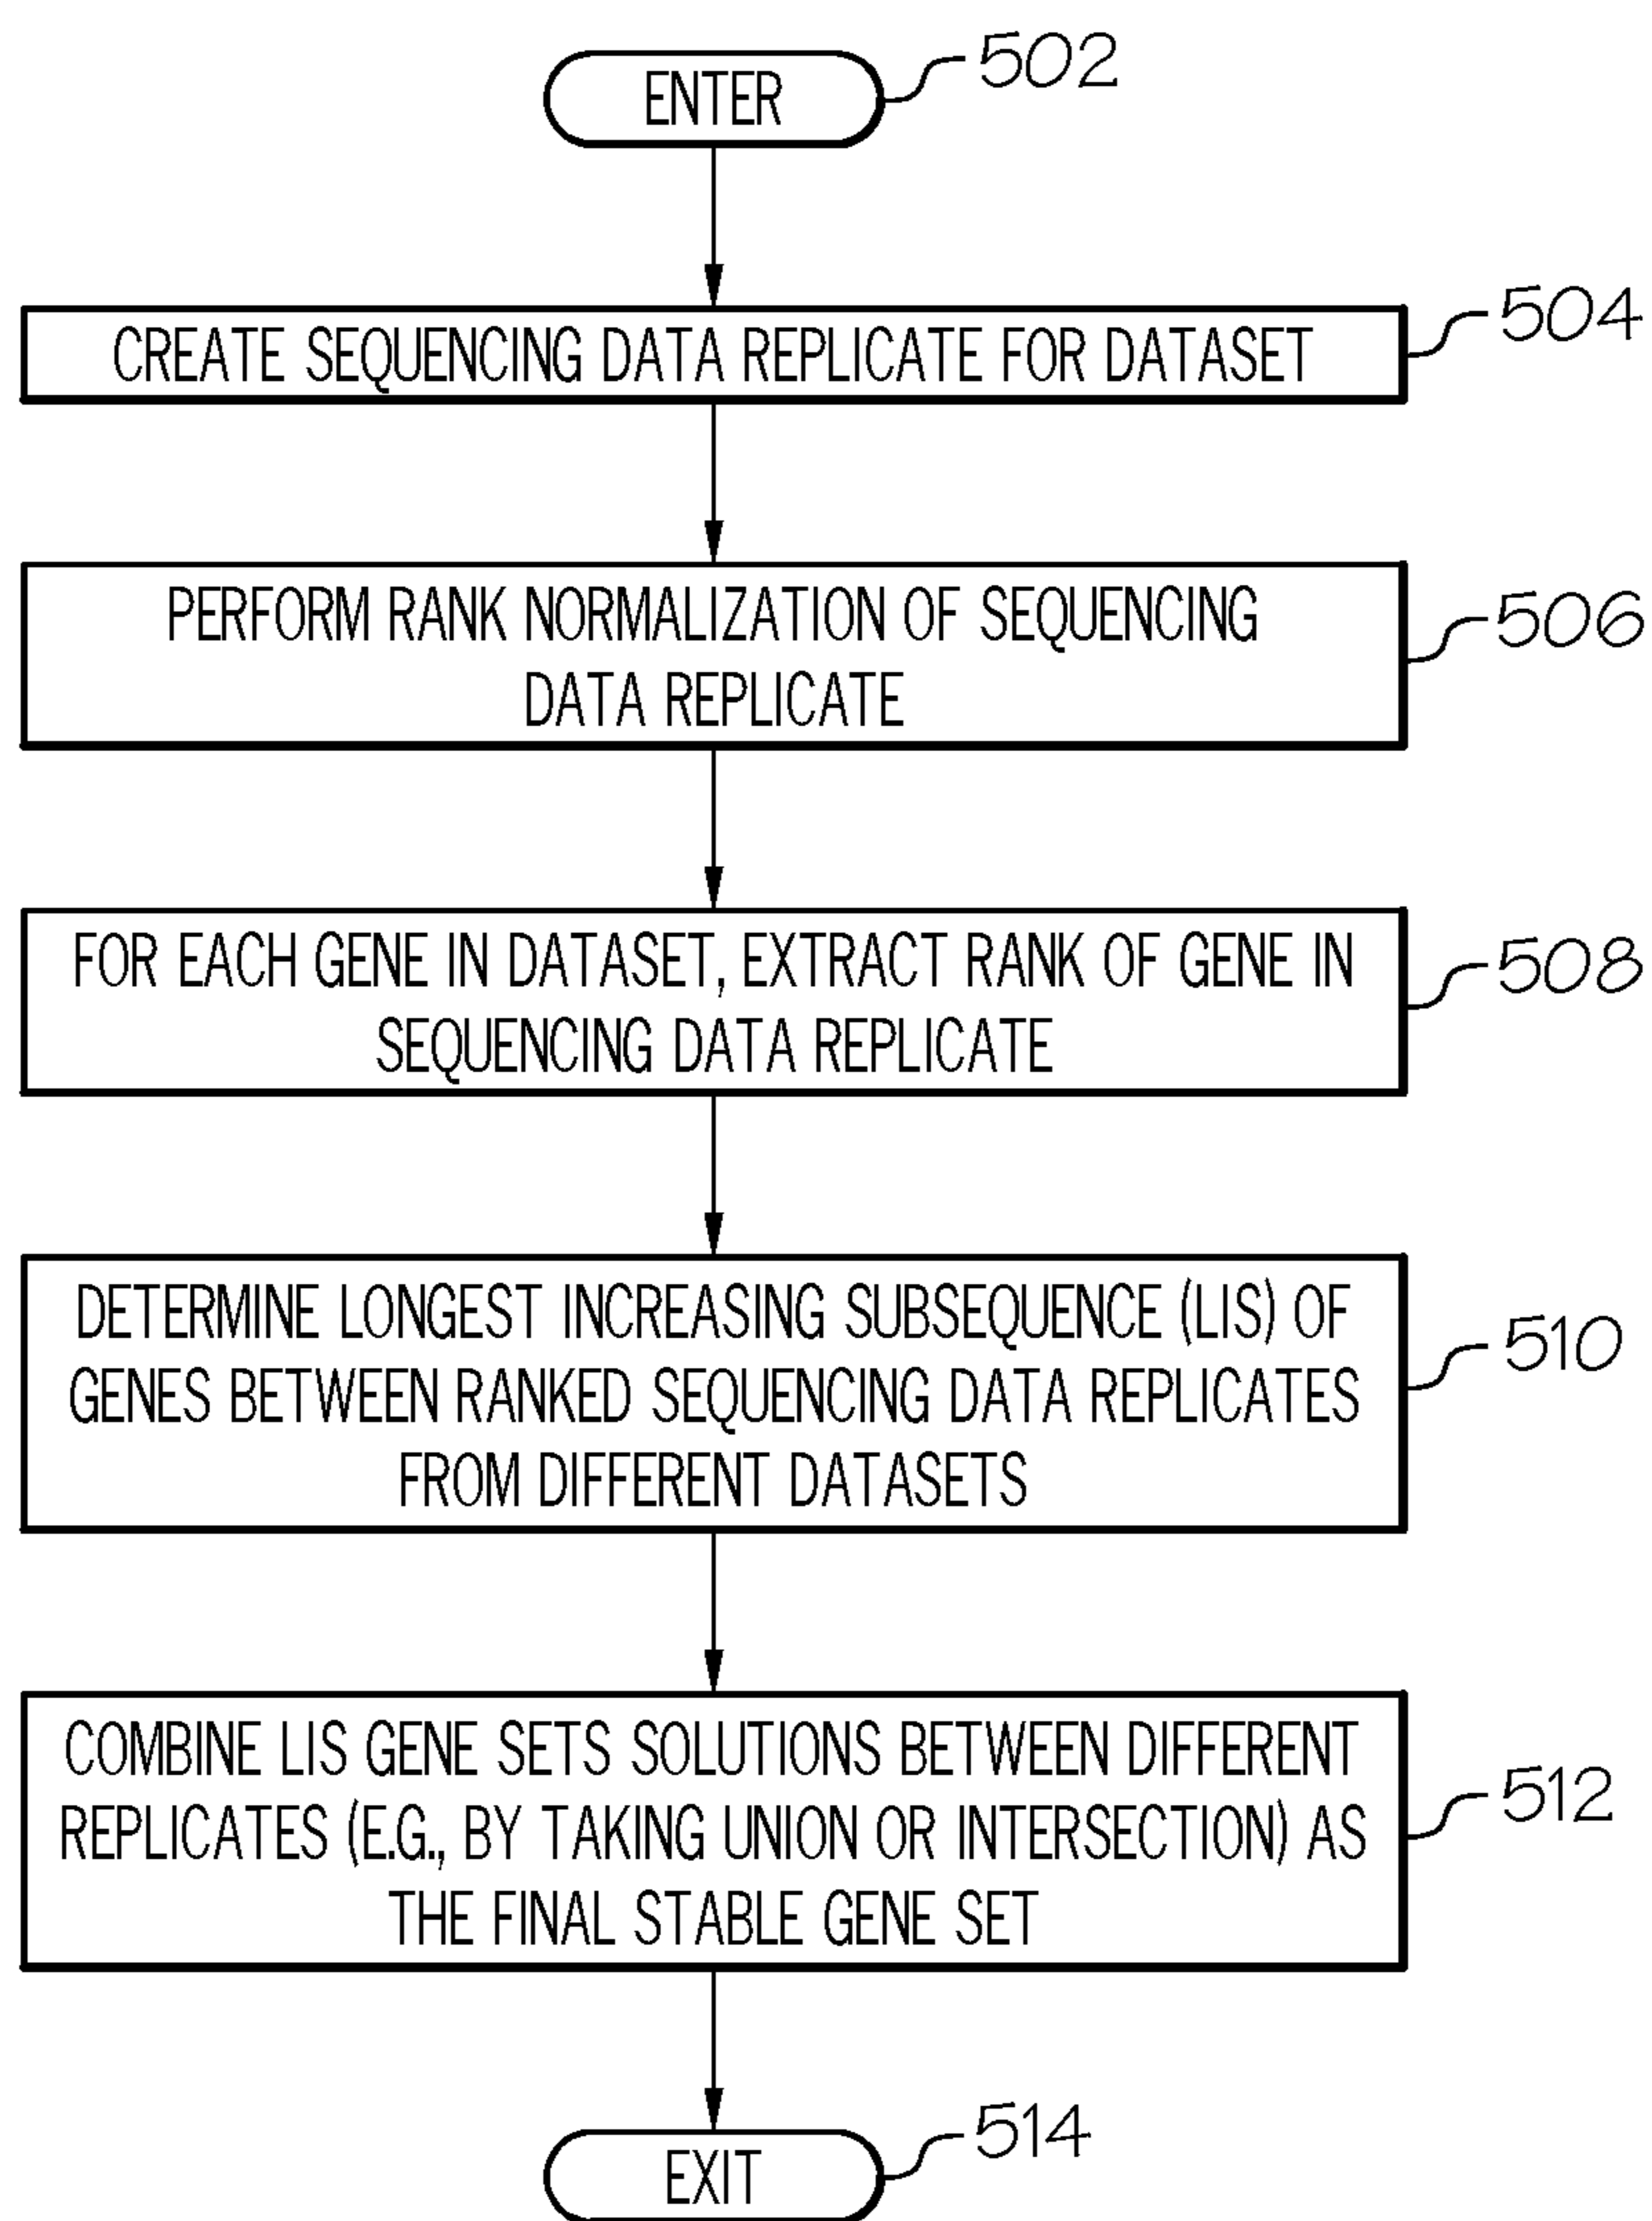 ENTER
502
CREATE SEQUENCING DATA REPLICATE FOR DATASET
504
PERFORM RANK NORMALIZATION OF SEQUENCING
DATA REPLICATE
506
FOR EACH GENE IN DATASET, EXTRACT RANK OF GENE IN
SEQUENCING DATA REPLICATE
508
DETERMINE LONGEST INCREASING SUBSEQUENCE (LIS) OF
GENES BETWEEN RANKED SEQUENCING DATA REPLICATES
FROM DIFFERENT DATASETS
510
COMBINE LIS GENE SETS SOLUTIONS BETWEEN DIFFERENT
REPLICATES (E.G., BY TAKING UNION OR INTERSECTION) AS
THE FINAL STABLE GENE SET
512
EXIT
514